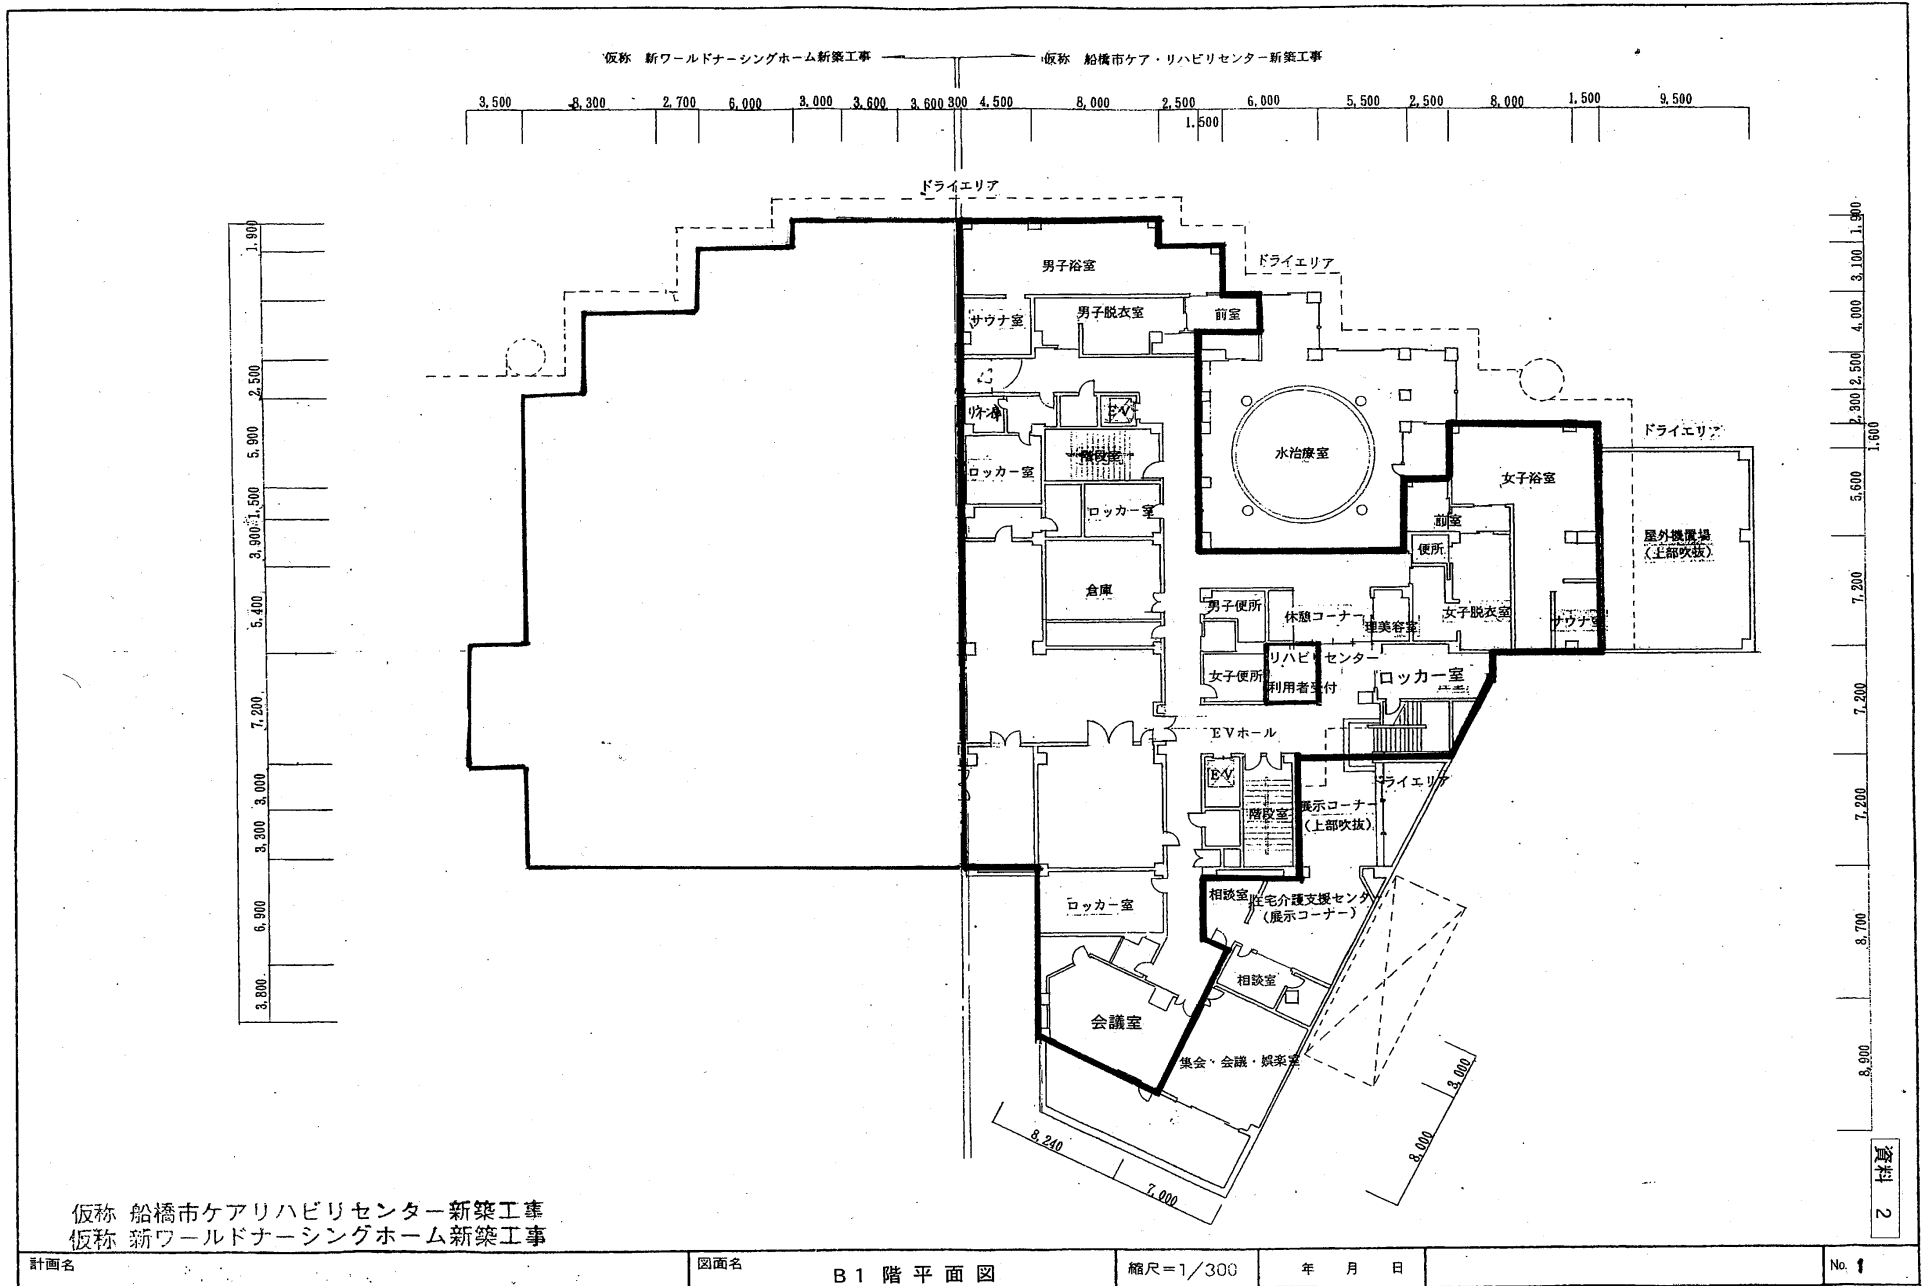 仮称 新ワールドナーシングホーム新築工事
仮称 船橋市ケア・リハビリセンター新築工事
3,500 8,300 2,700 6,000 3,000 3,600 3,600 300 4,500 8,000 2,500 6,000 5,500 2,500 8,000 1,500 9,500
1,500
ドライエリア
ドライエリア
ドライエリア
1,900
2,500
5,900
1,500
3,900
5,400
7,200
3,000
3,300
6,900
3,800
男子浴室
サウナ室
男子脱衣室
前室
EV
階段室
ロッカー室
ロッカー室
倉庫
水治療室
女子浴室
前室
便所
屋外機置場
(上部吹抜)
男子便所
休憩コーナー
理美容室
女子脱衣室
サウナ室
女子便所
リハビリセンター
利用者受付
ロッカー室
EVホール
EV
階段室
ドライエリア
展示コーナー
(上部吹抜)
相談室
在宅介護支援センター
(展示コーナー)
ロッカー室
相談室
会議室
集会・会議・娯楽室
1,900
3,100
4,000
2,500
2,300
1,600
5,600
7,200
7,200
7,200
8,700
8,900
3,000
8,000
8,240
7,000
資料 2
仮称 船橋市ケアリハビリセンター新築工事
仮称 新ワールドナーシングホーム新築工事
計画名
図面名
B1 階平面図
縮尺=1/300
年 月 日
No. 1